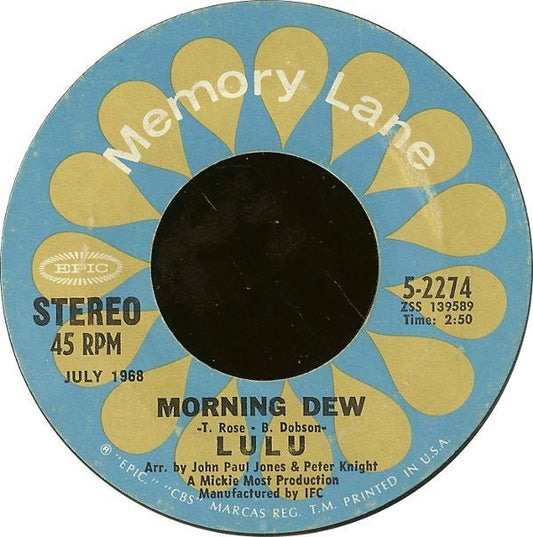 Memory Lane
EPIC
STEREO
45 RPM
JULY 1968
5-2274
ZSS 139589
Time: 2:50
MORNING DEW
-T. Rose - B. Dobson-
LULU
Arr. by John Paul Jones & Peter Knight
A Mickie Most Production
Manufactured by IFC
® "EPIC," "CBS" MARCAS REG. T.M. PRINTED IN U.S.A.